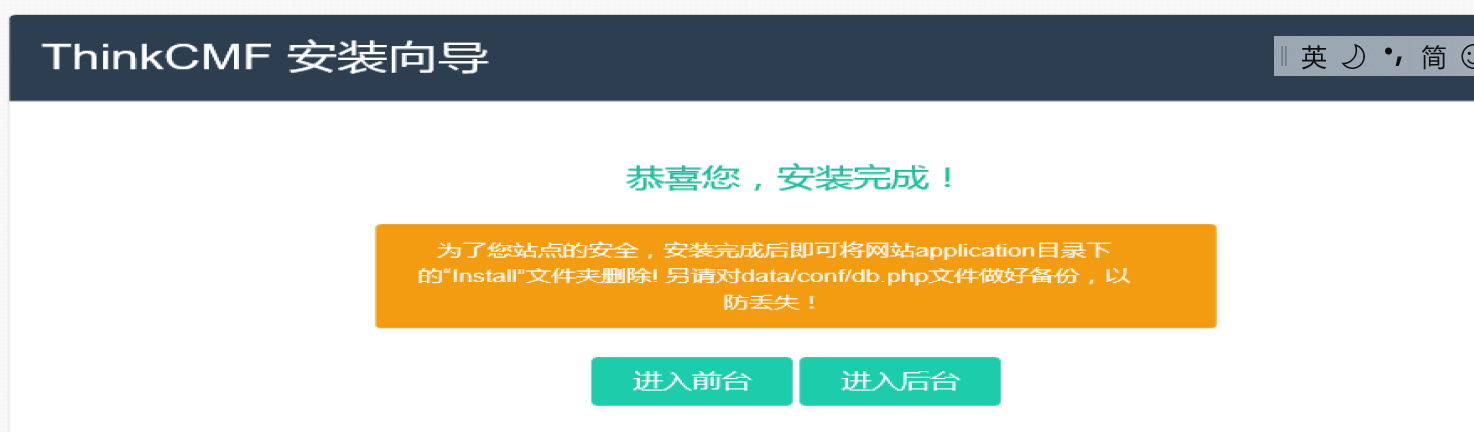 ThinkCMF 安装向导
英 简
恭喜您，安装完成！
为了您站点的安全，安装完成后即可将网站application目录下
的“Install”文件夹删除! 另请对data/conf/db.php文件做好备份，以
防丢失！
进入前台 进入后台